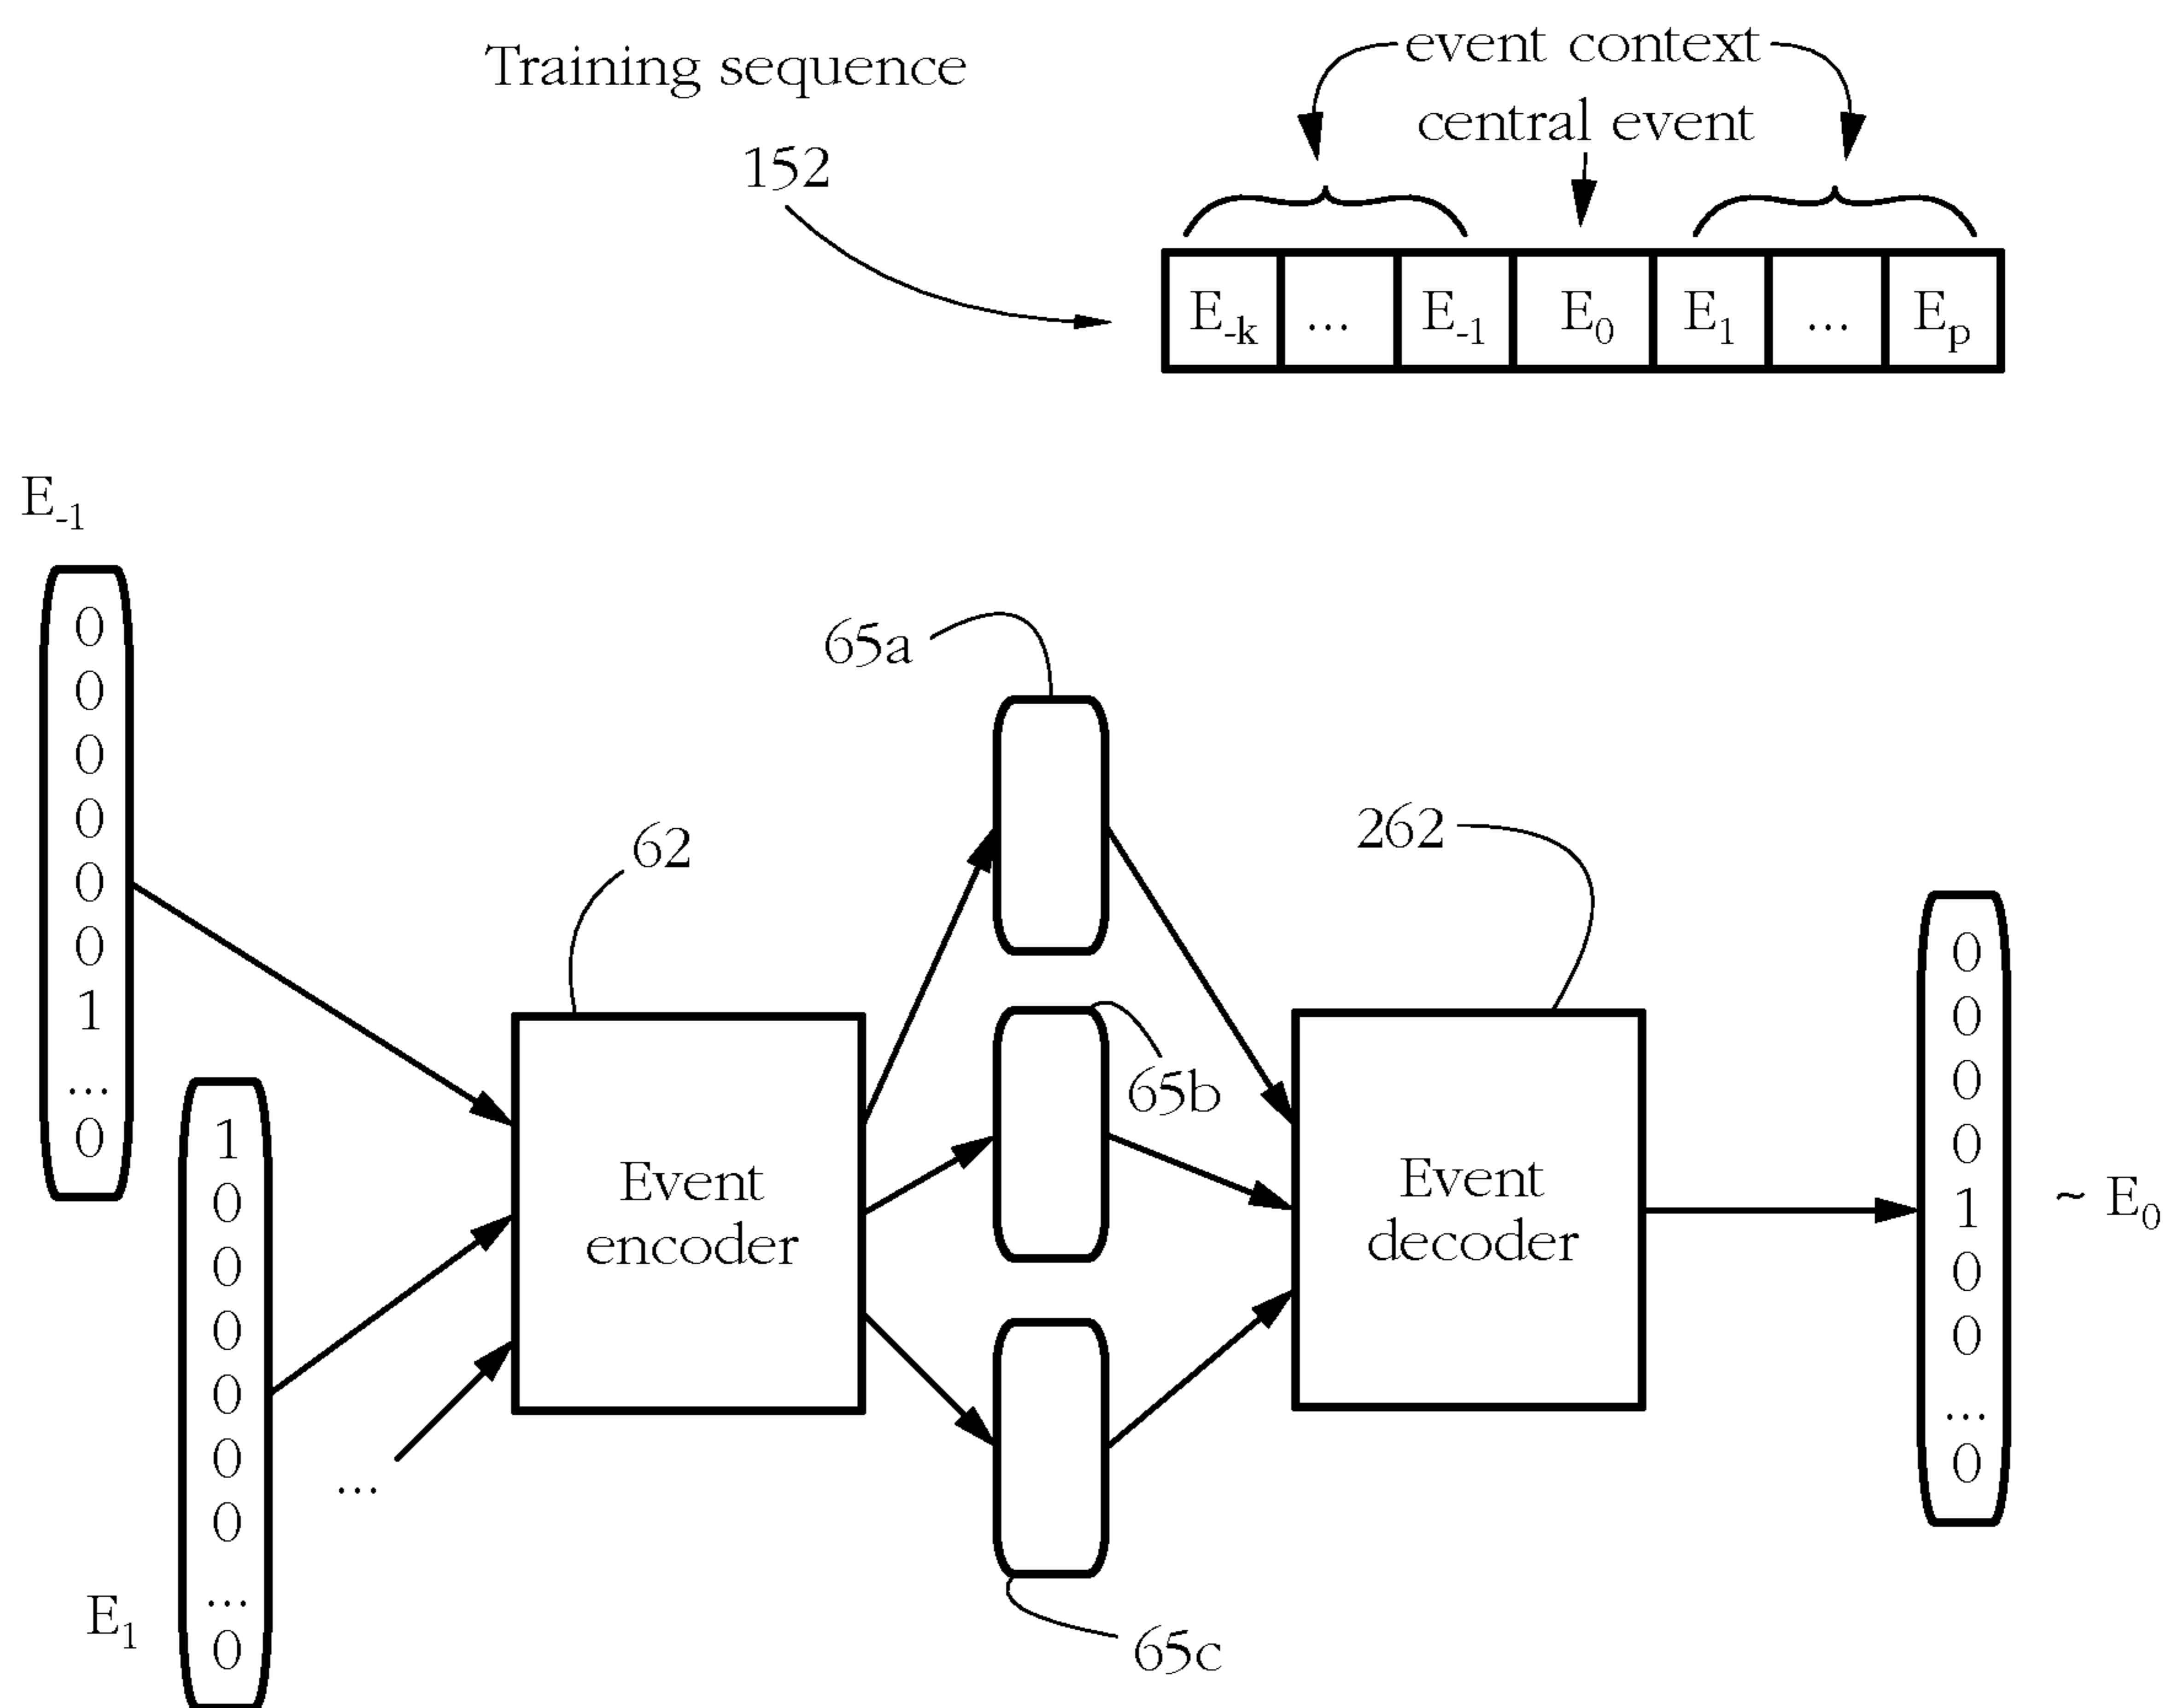 Training sequence
152
event context
central event
E-k ... E-1 E0 E1 ... Ep
E-1
0
0
0
0
0
0
1
...
0
E1
1
0
0
0
0
0
0
...
0
...
62
Event
encoder
65a
65b
65c
262
Event
decoder
0
0
0
0
1
0
0
...
0
~ E0